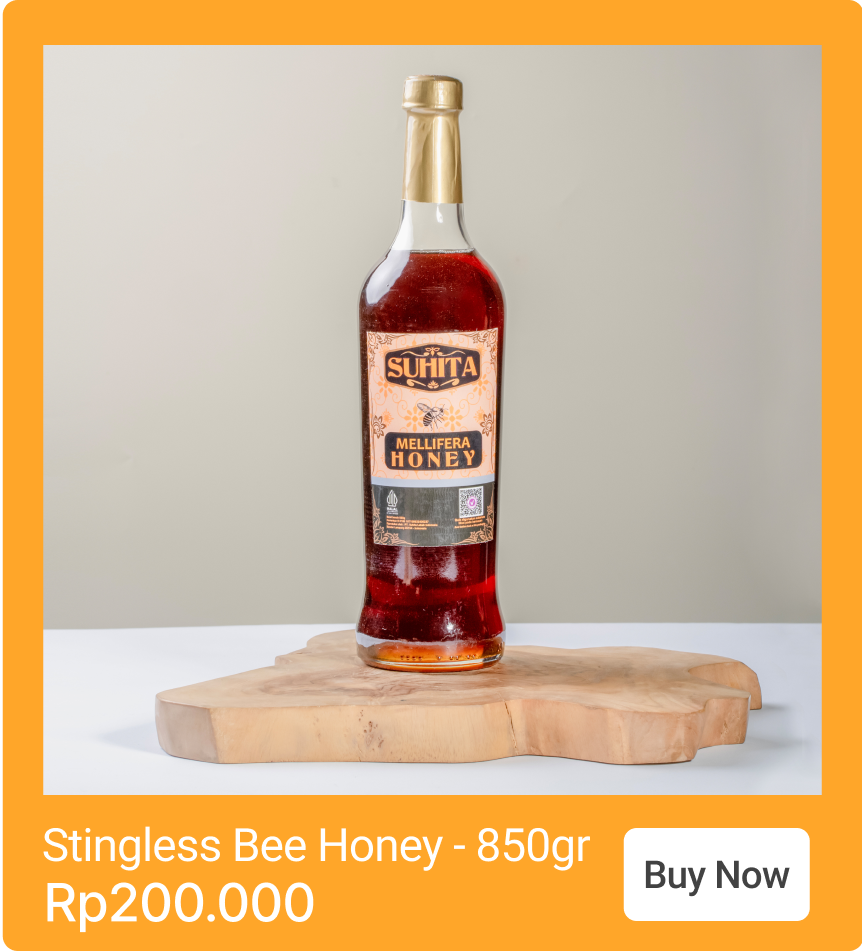 SUHITA
MELLIFERA
HONEY
Stingless Bee Honey - 850gr
Rp200.000
Buy Now